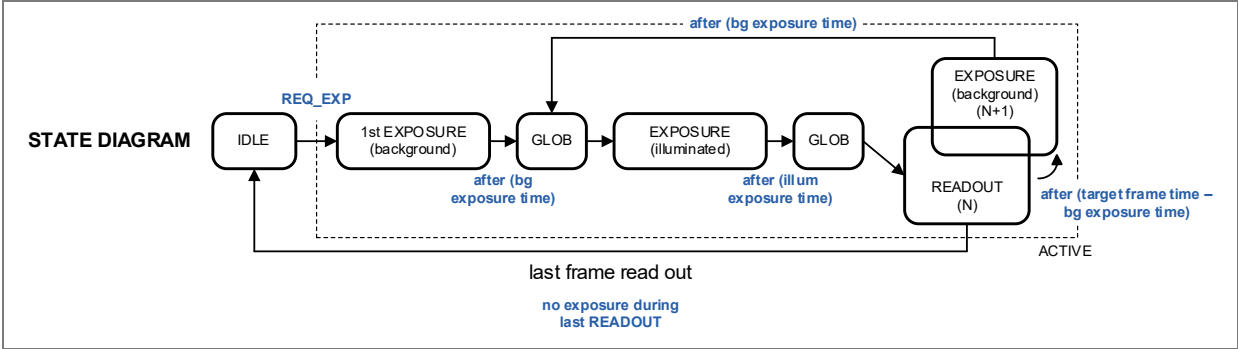 after (bg exposure time)
EXPOSURE
(background)
(N+1)
REQ_EXP
STATE DIAGRAM
IDLE
1st EXPOSURE
(background)
GLOB
EXPOSURE
(illuminated)
GLOB
after (bg
exposure time)
after (illum
exposure time)
READOUT
(N)
after (target frame time –
bg exposure time)
ACTIVE
last frame read out
no exposure during
last READOUT